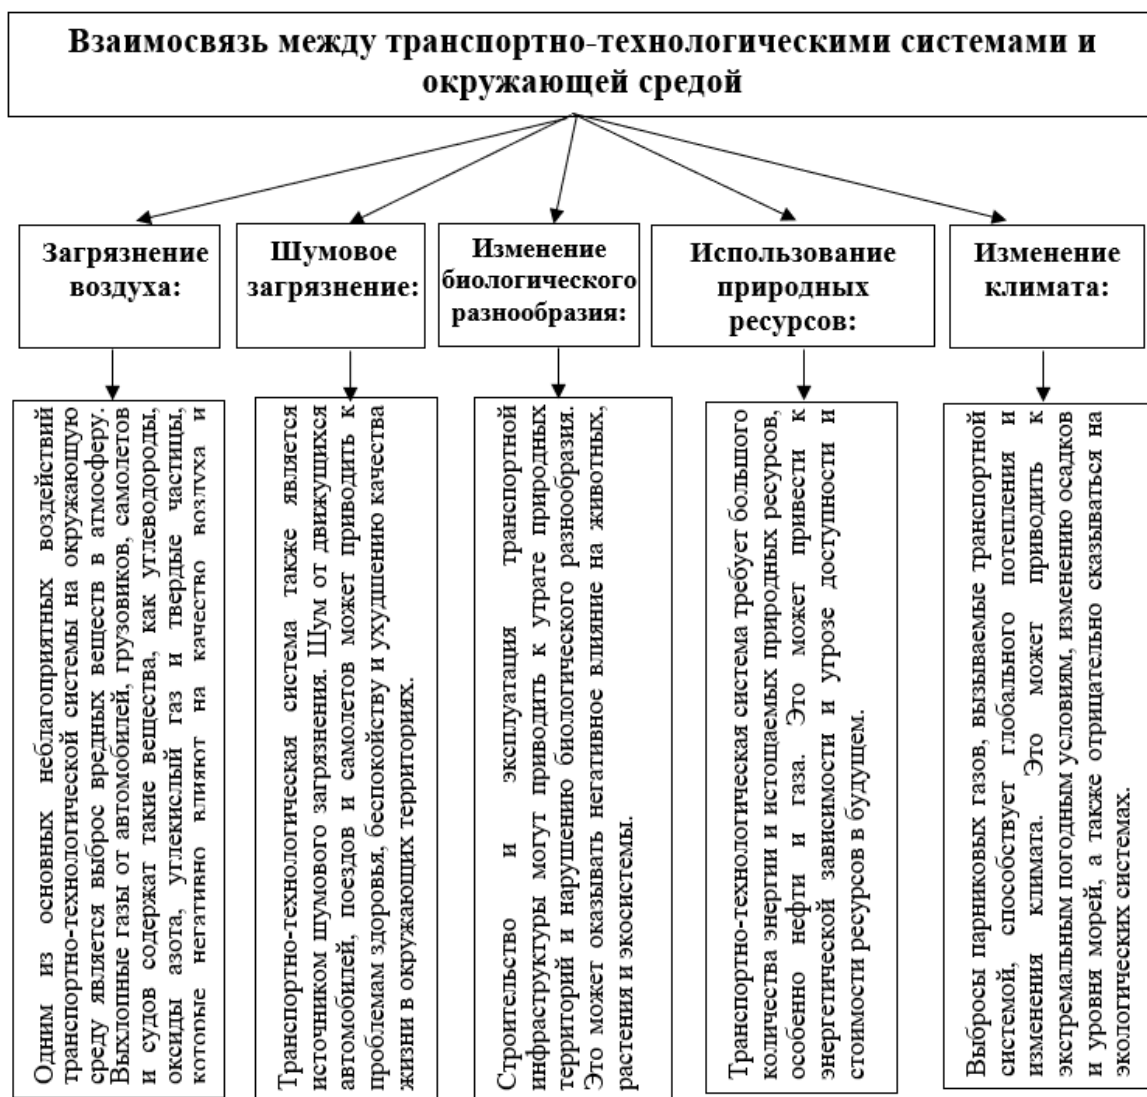 Взаимосвязь между транспортно-технологическими системами и
окружающей средой
Загрязнение
воздуха:
Шумовое
загрязнение:
Изменение
биологического
разнообразия:
Использование
природных
ресурсов:
Изменение
климата:
Одним из основных неблагоприятных воздействий
транспортно-технологической системы на окружающую
среду является выброс вредных веществ в атмосферу.
Выхлопные газы от автомобилей, грузовиков, самолетов
и судов содержат такие вещества, как углеводороды,
оксиды азота, углекислый газ и твердые частицы,
которые негативно влияют на качество воздуха и
Транспортно-технологическая система также является
источником шумового загрязнения. Шум от движущихся
автомобилей, поездов и самолетов может приводить к
проблемам здоровья, беспокойству и ухудшению качества
жизни в окружающих территориях.
Строительство и эксплуатация транспортной
инфраструктуры могут приводить к утрате природных
территорий и нарушению биологического разнообразия.
Это может оказывать негативное влияние на животных,
растения и экосистемы.
Транспортно-технологическая система требует большого
количества энергии и истощаемых природных ресурсов,
особенно нефти и газа. Это может привести к
энергетической зависимости и угрозе доступности и
стоимости ресурсов в будущем.
Выбросы парниковых газов, вызываемые транспортной
системой, способствует глобального потепления и
изменения климата. Это может приводить к
экстремальным погодным условиям, изменению осадков
и уровня морей, а также отрицательно сказываться на
экологических системах.